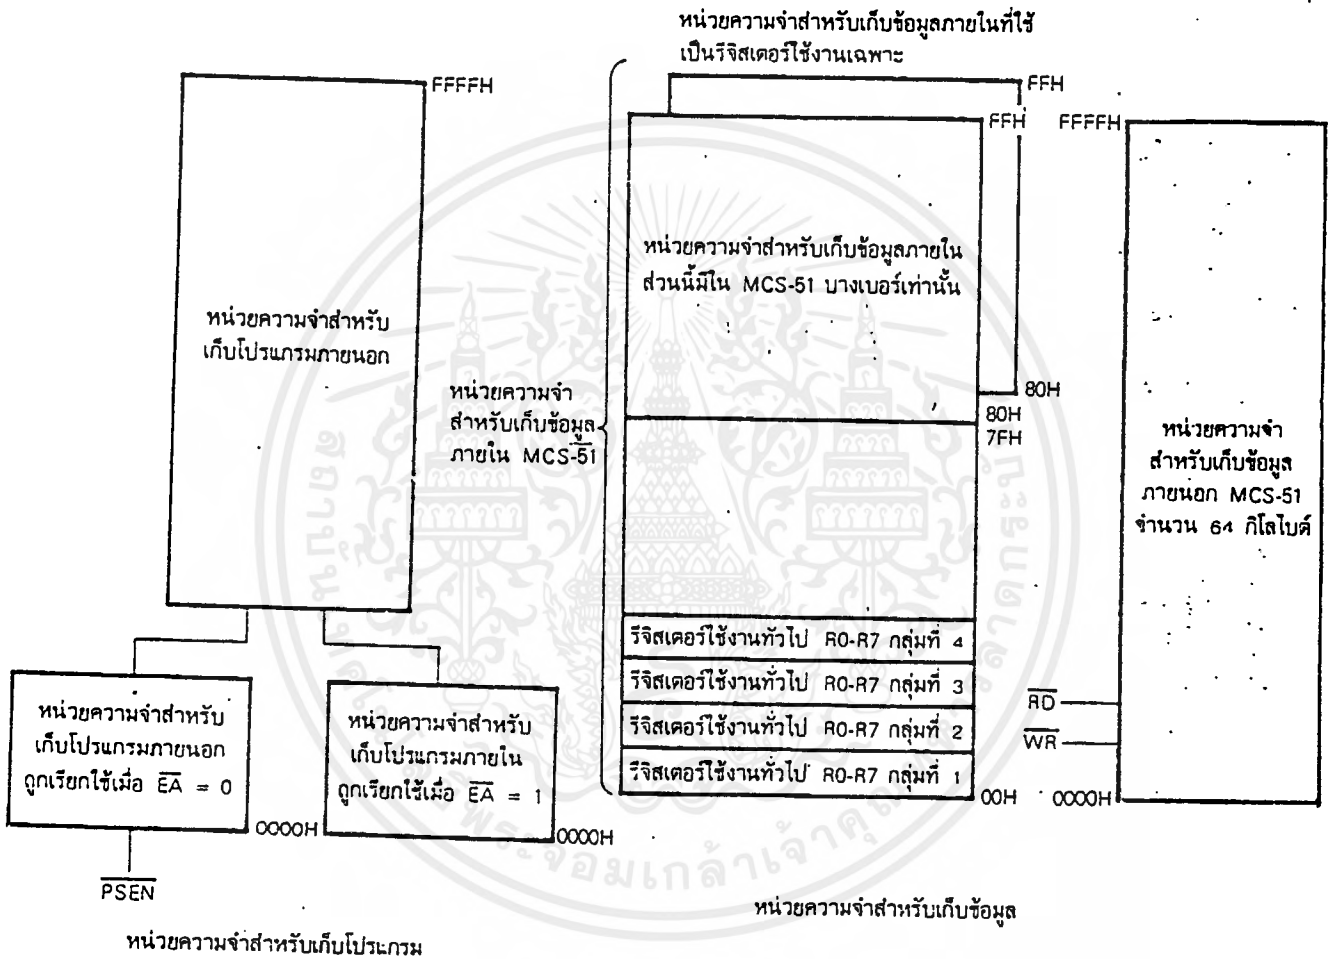 หน่วยความจำสำหรับเก็บข้อมูลภายในที่ใช้
เป็นรีจิสเตอร์ใช้งานเฉพาะ
FFFFH
หน่วยความจำสำหรับ
เก็บโปรแกรมภายนอก
หน่วยความจำสำหรับ
เก็บโปรแกรมภายนอก
ถูกเรียกใช้เมื่อ E̅A̅ = 0
0000H
P̅S̅E̅N̅
หน่วยความจำสำหรับ
เก็บโปรแกรมภายใน
ถูกเรียกใช้เมื่อ E̅A̅ = 1
0000H
หน่วยความจำสำหรับเก็บโปรแกรม
หน่วยความจำ
สำหรับเก็บข้อมูล
ภายใน MCS-51
FFH
FFH
หน่วยความจำสำหรับเก็บข้อมูลภายใน
ส่วนนี้มีใน MCS-51 บางเบอร์เท่านั้น
80H
80H
7FH
รีจิสเตอร์ใช้งานทั่วไป R0-R7 กลุ่มที่ 4
รีจิสเตอร์ใช้งานทั่วไป R0-R7 กลุ่มที่ 3
รีจิสเตอร์ใช้งานทั่วไป R0-R7 กลุ่มที่ 2
รีจิสเตอร์ใช้งานทั่วไป R0-R7 กลุ่มที่ 1
00H
FFFFH
หน่วยความจำ
สำหรับเก็บข้อมูล
ภายนอก MCS-51
จำนวน 64 กิโลไบต์
R̅D̅
W̅R̅
0000H
หน่วยความจำสำหรับเก็บข้อมูล